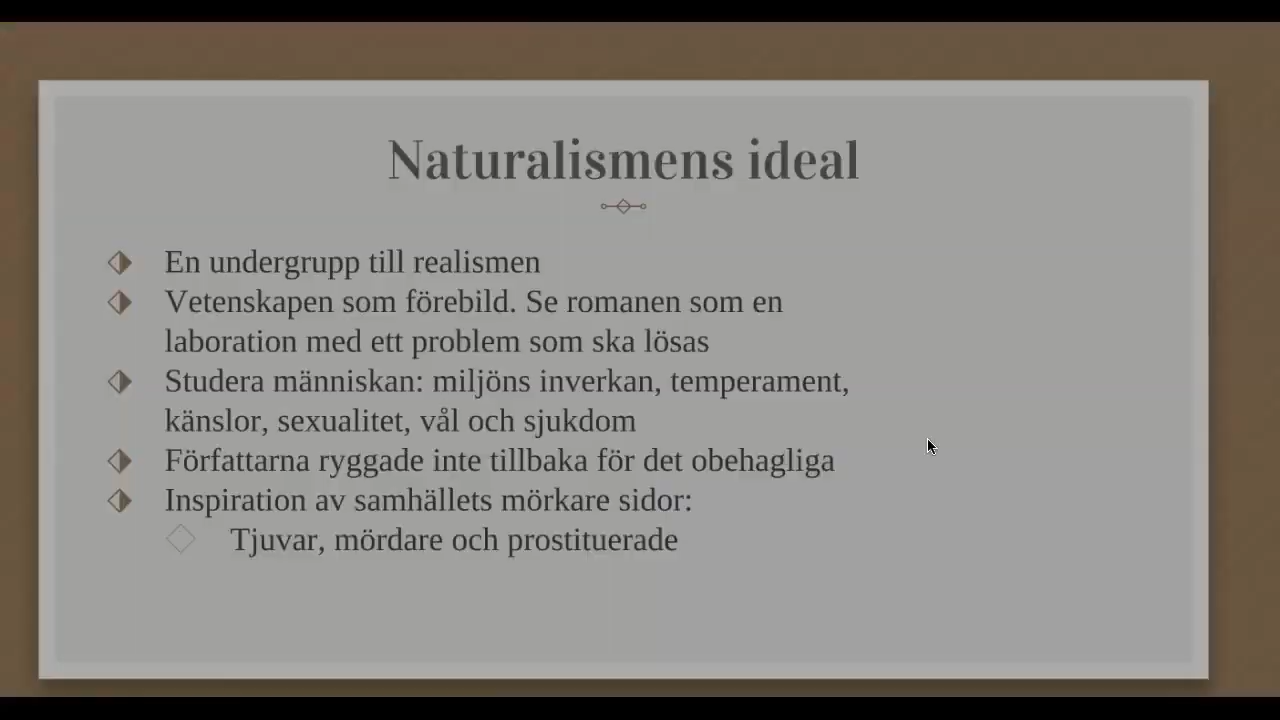 Naturalismens ideal
En undergrupp till realismen
Vetenskapen som förebild. Se romanen som en
laboration med ett problem som ska lösas
Studera människan: miljöns inverkan, temperament,
känslor, sexualitet, vål och sjukdom
Författarna ryggade inte tillbaka för det obehagliga
Inspiration av samhällets mörkare sidor:
Tjuvar, mördare och prostituerade